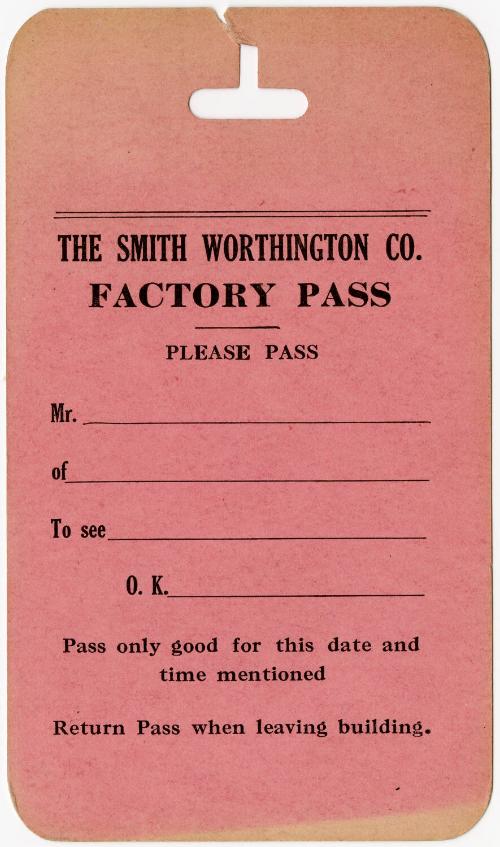 THE SMITH WORTHINGTON CO.
FACTORY PASS
PLEASE PASS
Mr.
of
To see
O. K.
Pass only good for this date and
time mentioned
Return Pass when leaving building.